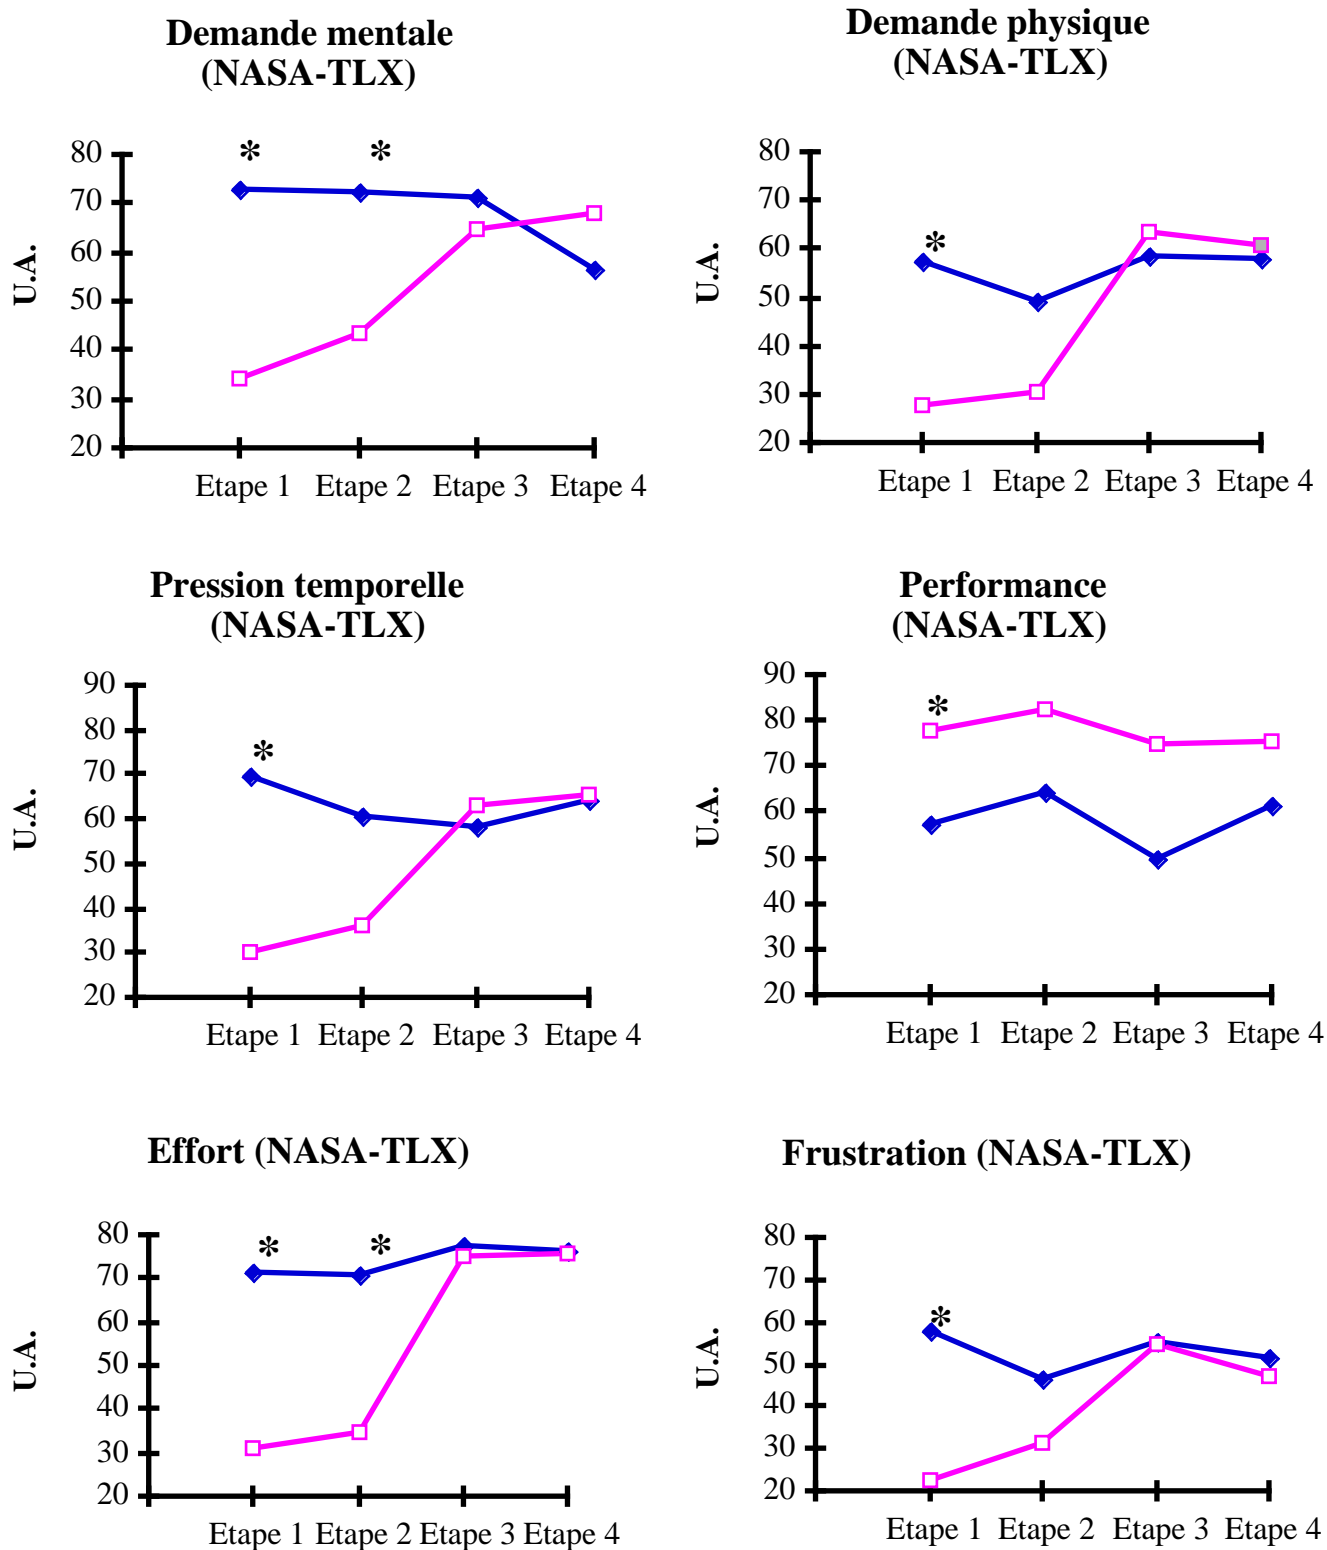 Demande mentale
(NASA-TLX)
U.A.
80
70
60
50
40
30
20
*
*
Etape 1 Etape 2 Etape 3 Etape 4
Demande physique
(NASA-TLX)
U.A.
80
70
60
50
40
30
20
*
Etape 1 Etape 2 Etape 3 Etape 4
Pression temporelle
(NASA-TLX)
U.A.
90
80
70
60
50
40
30
20
*
Etape 1 Etape 2 Etape 3 Etape 4
Performance
(NASA-TLX)
U.A.
90
80
70
60
50
40
30
20
*
Etape 1 Etape 2 Etape 3 Etape 4
Effort (NASA-TLX)
U.A.
80
70
60
50
40
30
20
*
*
Etape 1 Etape 2 Etape 3 Etape 4
Frustration (NASA-TLX)
U.A.
80
70
60
50
40
30
20
*
Etape 1 Etape 2 Etape 3 Etape 4